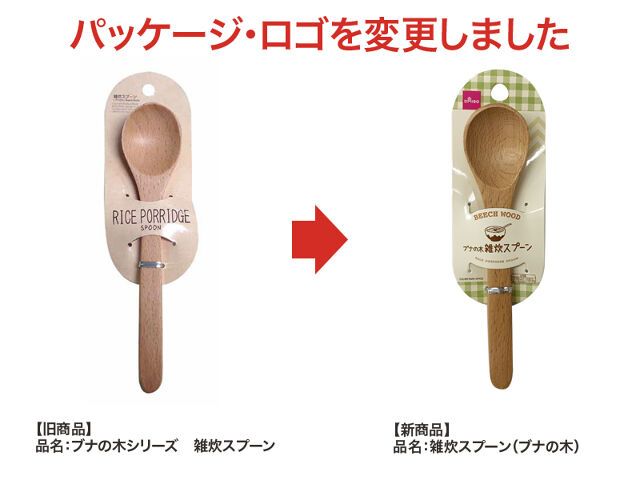 パッケージ・ロゴを変更しました
雑炊スプーン
RICE PORRIDGE
SPOON
DAISO
BEECH WOOD
ブナの木 雑炊スプーン
RICE PORRIDGE SPOON
【旧商品】
品名：ブナの木シリーズ　雑炊スプーン
【新商品】
品名：雑炊スプーン（ブナの木）